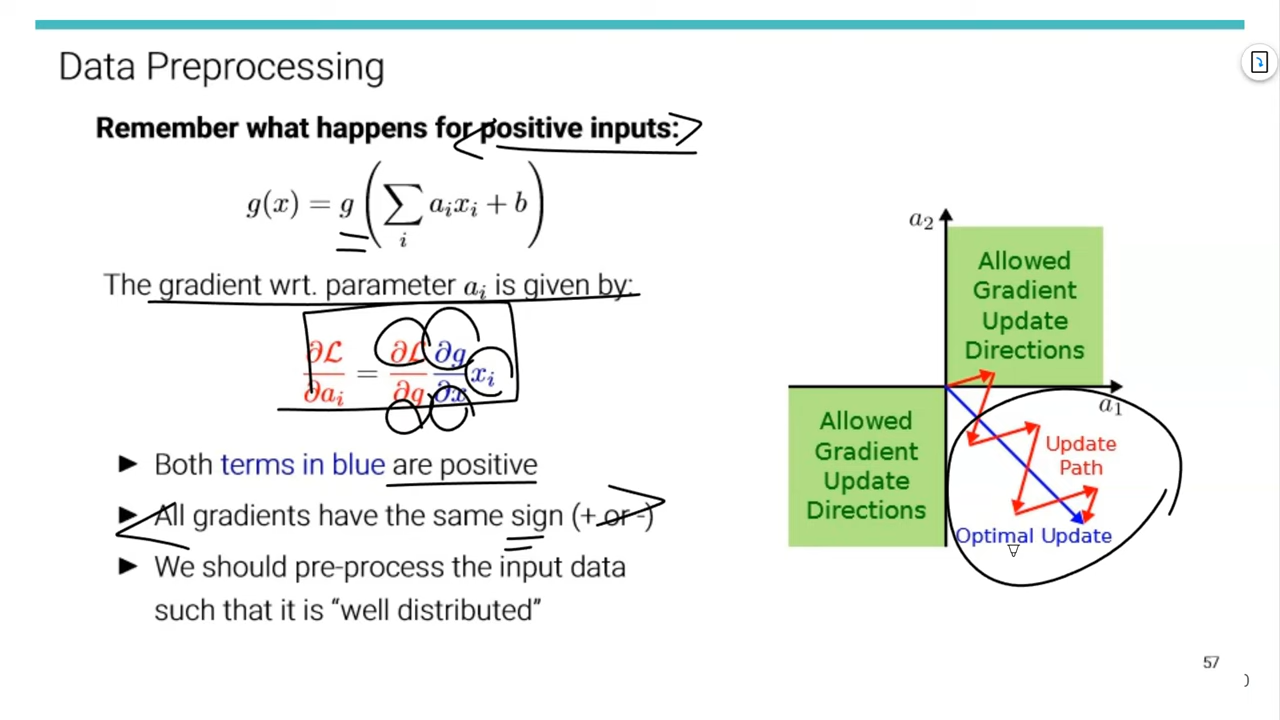 Data Preprocessing
Remember what happens for positive inputs:
g(x) = g(∑_i a_i x_i + b)
The gradient wrt. parameter a_i is given by:
∂ℒ/∂a_i = ∂ℒ/∂g ∂g/∂x x_i
► Both terms in blue are positive
► All gradients have the same sign (+ or -)
► We should pre-process the input data
such that it is “well distributed”
a_2
Allowed
Gradient
Update
Directions
a_1
Allowed
Gradient
Update
Directions
Update
Path
Optimal Update
57